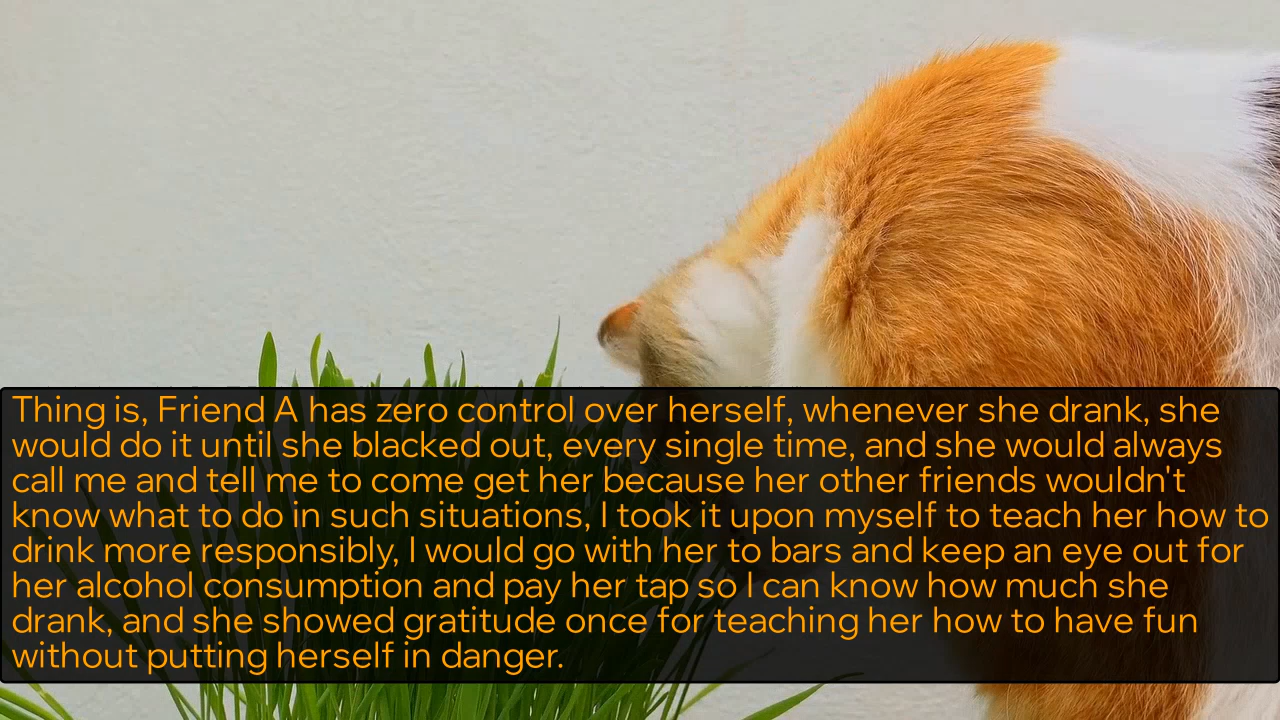 Thing is, Friend A has zero control over herself, whenever she drank, she
would do it until she blacked out, every single time, and she would always
call me and tell me to come get her because her other friends wouldn't
know what to do in such situations, I took it upon myself to teach her how to
drink more responsibly, I would go with her to bars and keep an eye out for
her alcohol consumption and pay her tap so I can know how much she
drank, and she showed gratitude once for teaching her how to have fun
without putting herself in danger.